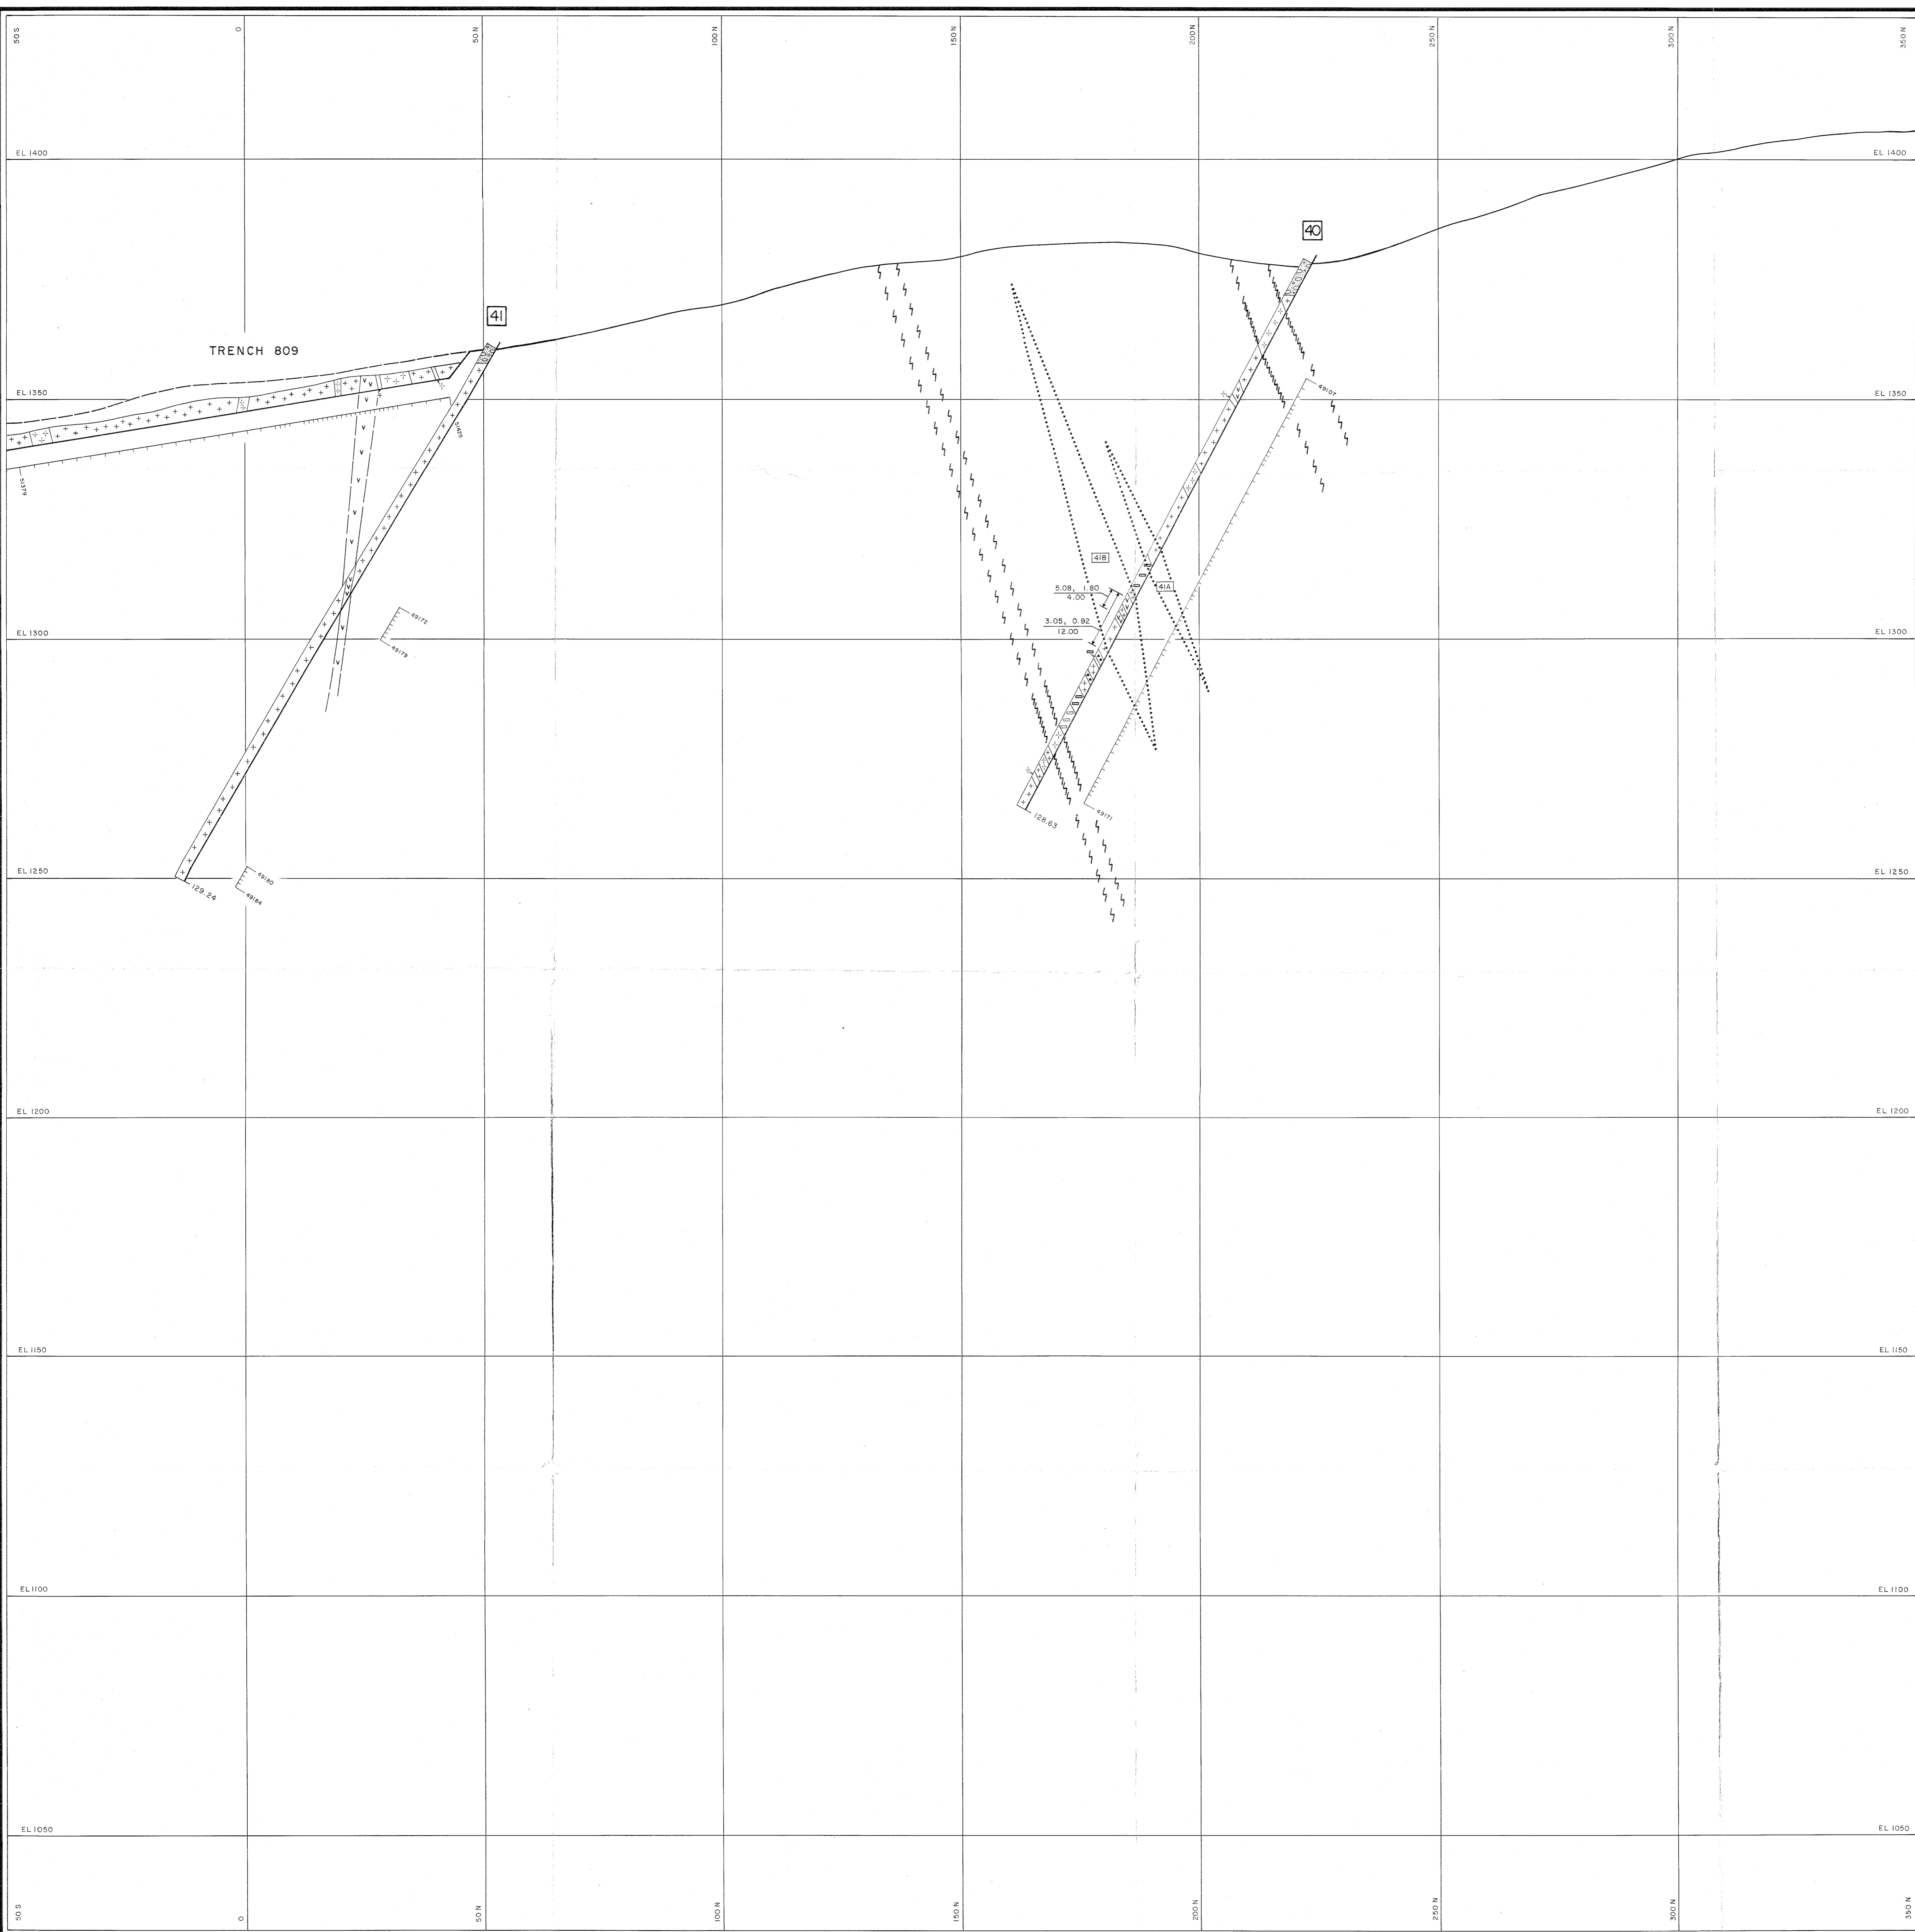 50 S
0
50 N
100 N
150 N
200 N
250 N
300 N
350 N
EL 1400
EL 1400
40
41
TRENCH 809
EL 1350
EL 1350
49107
51425
51379
41B
41A
5.08, 1.80
4.00
3.05, 0.92
12.00
49172
49179
EL 1300
EL 1300
128.63
49171
EL 1250
EL 1250
129.24
49180
49184
EL 1200
EL 1200
EL 1150
EL 1150
EL 1100
EL 1100
EL 1050
EL 1050
50 S
0
50 N
100 N
150 N
200 N
250 N
300 N
350 N